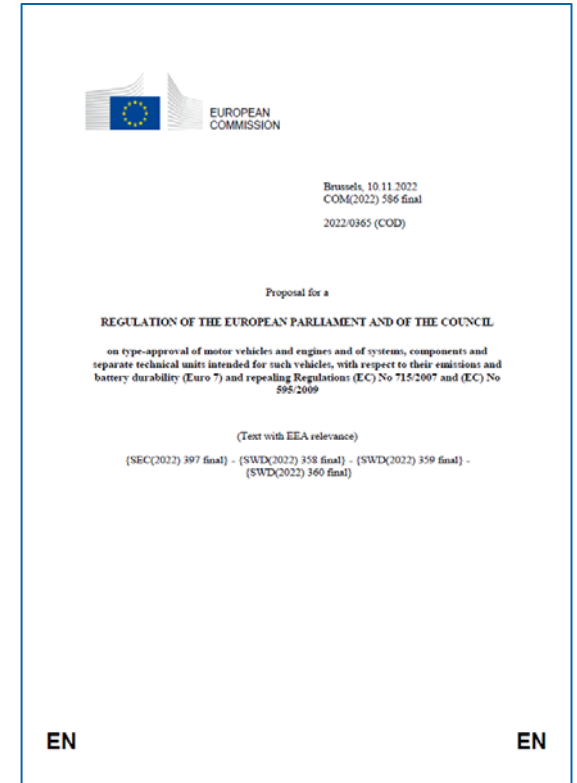 EUROPEAN
COMMISSION
Brussels, 10.11.2022
COM(2022) 586 final
2022/0365 (COD)
Proposal for a
REGULATION OF THE EUROPEAN PARLIAMENT AND OF THE COUNCIL
on type-approval of motor vehicles and engines and of systems, components and
separate technical units intended for such vehicles, with respect to their emissions and
battery durability (Euro 7) and repealing Regulations (EC) No 715/2007 and (EC) No
595/2009
(Text with EEA relevance)
{SEC(2022) 397 final} - {SWD(2022) 358 final} - {SWD(2022) 359 final} -
{SWD(2022) 360 final}
EN EN